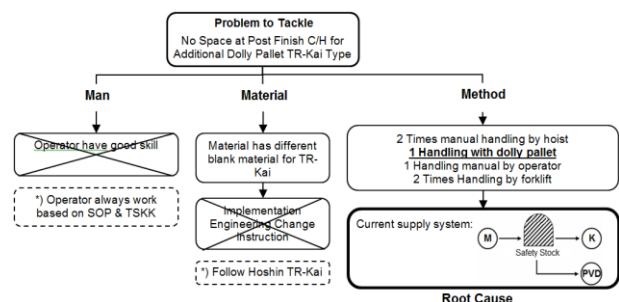 Problem to Tackle
No Space at Post Finish C/H for
Additional Dolly Pallet TR-Kai Type
Man
Material
Method
Operator have good skill
*) Operator always work
based on SOP & TSKK
Material has different
blank material for TR-
Kai
Implementation
Engineering Change
Instruction
*) Follow Hoshin TR-Kai
2 Times manual handling by hoist
1 Handling with dolly pallet
1 Handling manual by operator
2 Times Handling by forklift
Current supply system:
M
K
Safety Stock
PVD
Root Cause